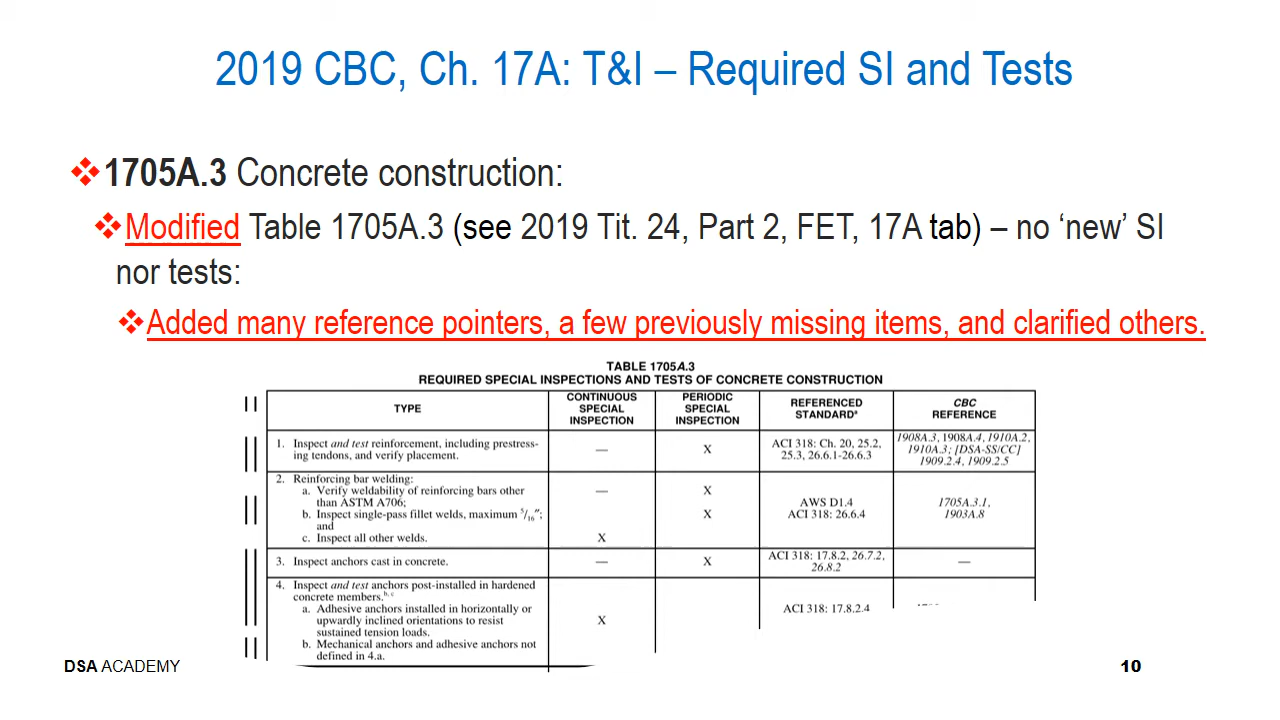 2019 CBC, Ch. 17A: T&I – Required SI and Tests
❖1705A.3 Concrete construction:
❖Modified Table 1705A.3 (see 2019 Tit. 24, Part 2, FET, 17A tab) – no ‘new’ SI
nor tests:
❖Added many reference pointers, a few previously missing items, and clarified others.
TABLE 1705A.3
REQUIRED SPECIAL INSPECTIONS AND TESTS OF CONCRETE CONSTRUCTION
TYPE
CONTINUOUS
SPECIAL
INSPECTION
PERIODIC
SPECIAL
INSPECTION
REFERENCED
STANDARDᵃ
CBC
REFERENCE
1. Inspect and test reinforcement, including prestress-
ing tendons, and verify placement.
—
X
ACI 318: Ch. 20, 25.2,
25.3, 26.6.1-26.6.3
1908A.3, 1908A.4, 1910A.2,
1910A.3; [DSA-SS/CC]
1909.2.4, 1909.2.5
2. Reinforcing bar welding:
a. Verify weldability of reinforcing bars other
than ASTM A706;
b. Inspect single-pass fillet welds, maximum 5/16″;
and
c. Inspect all other welds.
—
X
X
X
AWS D1.4
ACI 318: 26.6.4
1705A.3.1,
1903A.8
3. Inspect anchors cast in concrete.
—
X
ACI 318: 17.8.2, 26.7.2,
26.8.2
—
4. Inspect and test anchors post-installed in hardened
concrete members.ᵇ, ᶜ
a. Adhesive anchors installed in horizontally or
upwardly inclined orientations to resist
sustained tension loads.
b. Mechanical anchors and adhesive anchors not
defined in 4.a.
X
ACI 318: 17.8.2.4
DSA ACADEMY
10